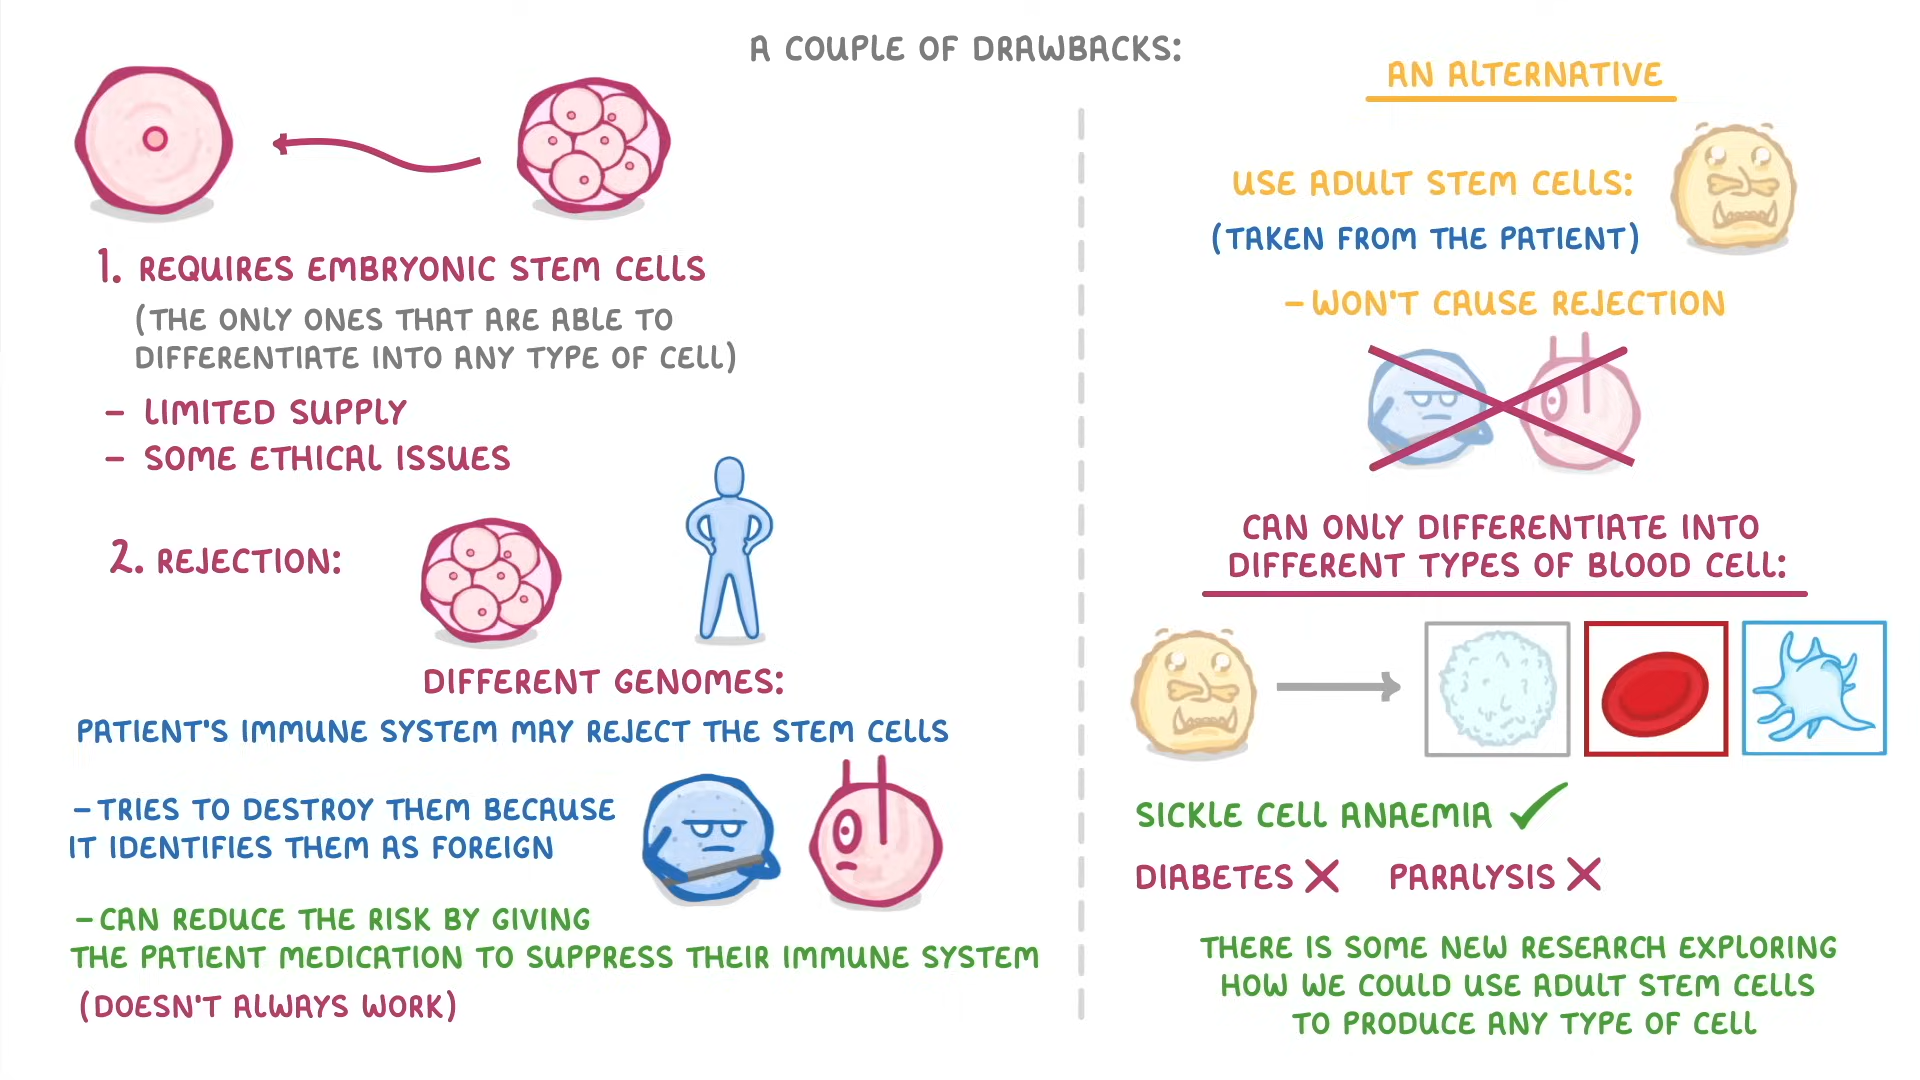 A COUPLE OF DRAWBACKS:
1. REQUIRES EMBRYONIC STEM CELLS
(THE ONLY ONES THAT ARE ABLE TO
DIFFERENTIATE INTO ANY TYPE OF CELL)
- LIMITED SUPPLY
- SOME ETHICAL ISSUES
2. REJECTION:
DIFFERENT GENOMES:
PATIENT'S IMMUNE SYSTEM MAY REJECT THE STEM CELLS
- TRIES TO DESTROY THEM BECAUSE
IT IDENTIFIES THEM AS FOREIGN
- CAN REDUCE THE RISK BY GIVING
THE PATIENT MEDICATION TO SUPPRESS THEIR IMMUNE SYSTEM
(DOESN'T ALWAYS WORK)
AN ALTERNATIVE
USE ADULT STEM CELLS:
(TAKEN FROM THE PATIENT)
- WON'T CAUSE REJECTION
CAN ONLY DIFFERENTIATE INTO
DIFFERENT TYPES OF BLOOD CELL:
SICKLE CELL ANAEMIA
DIABETES PARALYSIS
THERE IS SOME NEW RESEARCH EXPLORING
HOW WE COULD USE ADULT STEM CELLS
TO PRODUCE ANY TYPE OF CELL